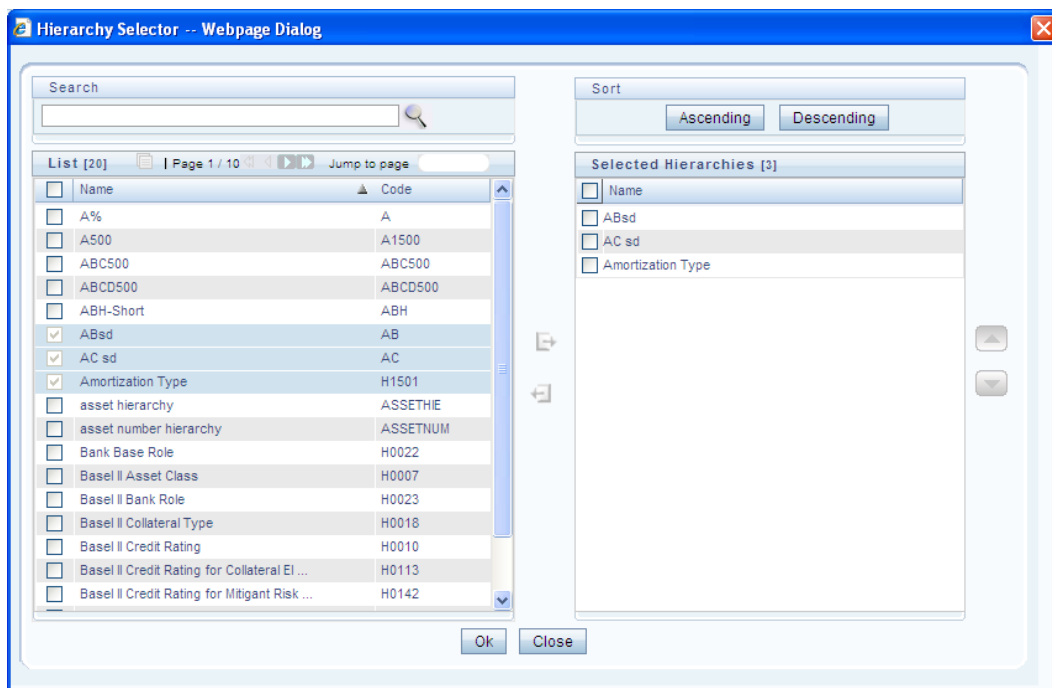 Hierarchy Selector -- Webpage Dialog
Search
Sort
Ascending Descending
List [20] | Page 1 / 10 Jump to page
Name Code
A% A
A500 A1500
ABC500 ABC500
ABCD500 ABCD500
ABH-Short ABH
ABsd AB
AC sd AC
Amortization Type H1501
asset hierarchy ASSETHIE
asset number hierarchy ASSETNUM
Bank Base Role H0022
Basel II Asset Class H0007
Basel II Bank Role H0023
Basel II Collateral Type H0018
Basel II Credit Rating H0010
Basel II Credit Rating for Collateral El ... H0113
Basel II Credit Rating for Mitigant Risk ... H0142
Selected Hierarchies [3]
Name
ABsd
AC sd
Amortization Type
Ok Close